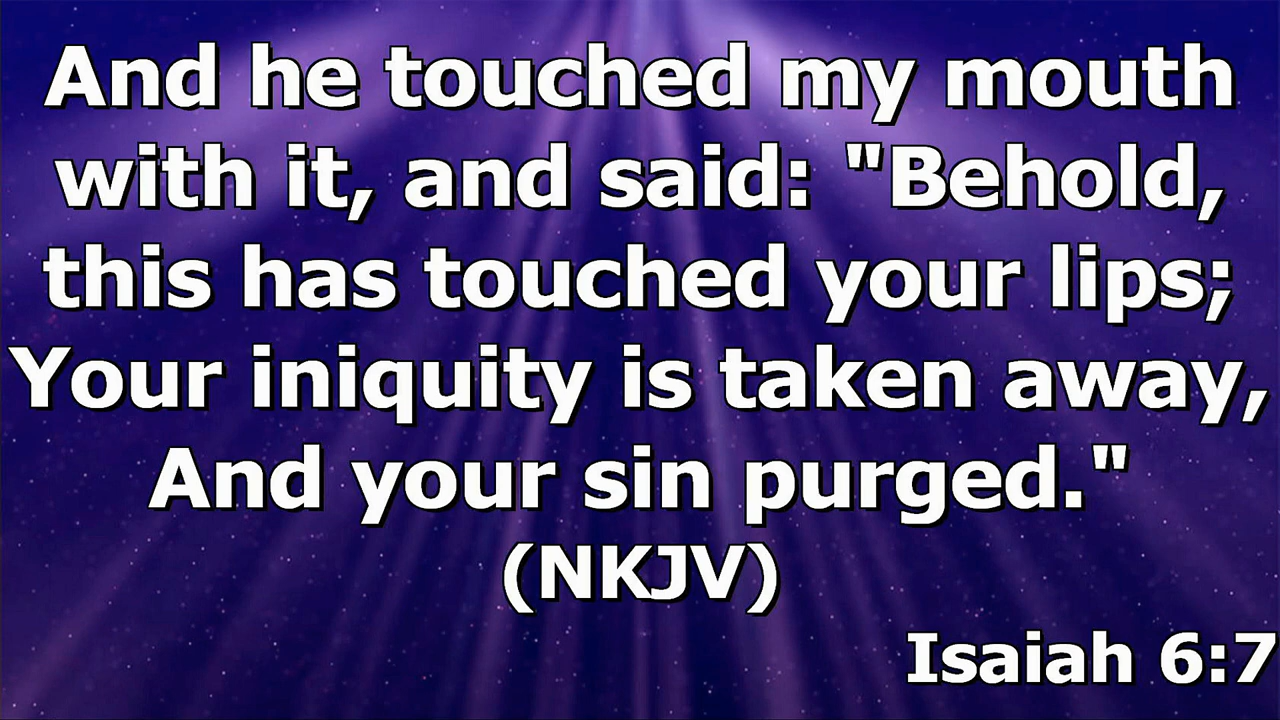 And he touched my mouth
with it, and said: "Behold,
this has touched your lips;
Your iniquity is taken away,
And your sin purged."
(NKJV)
Isaiah 6:7